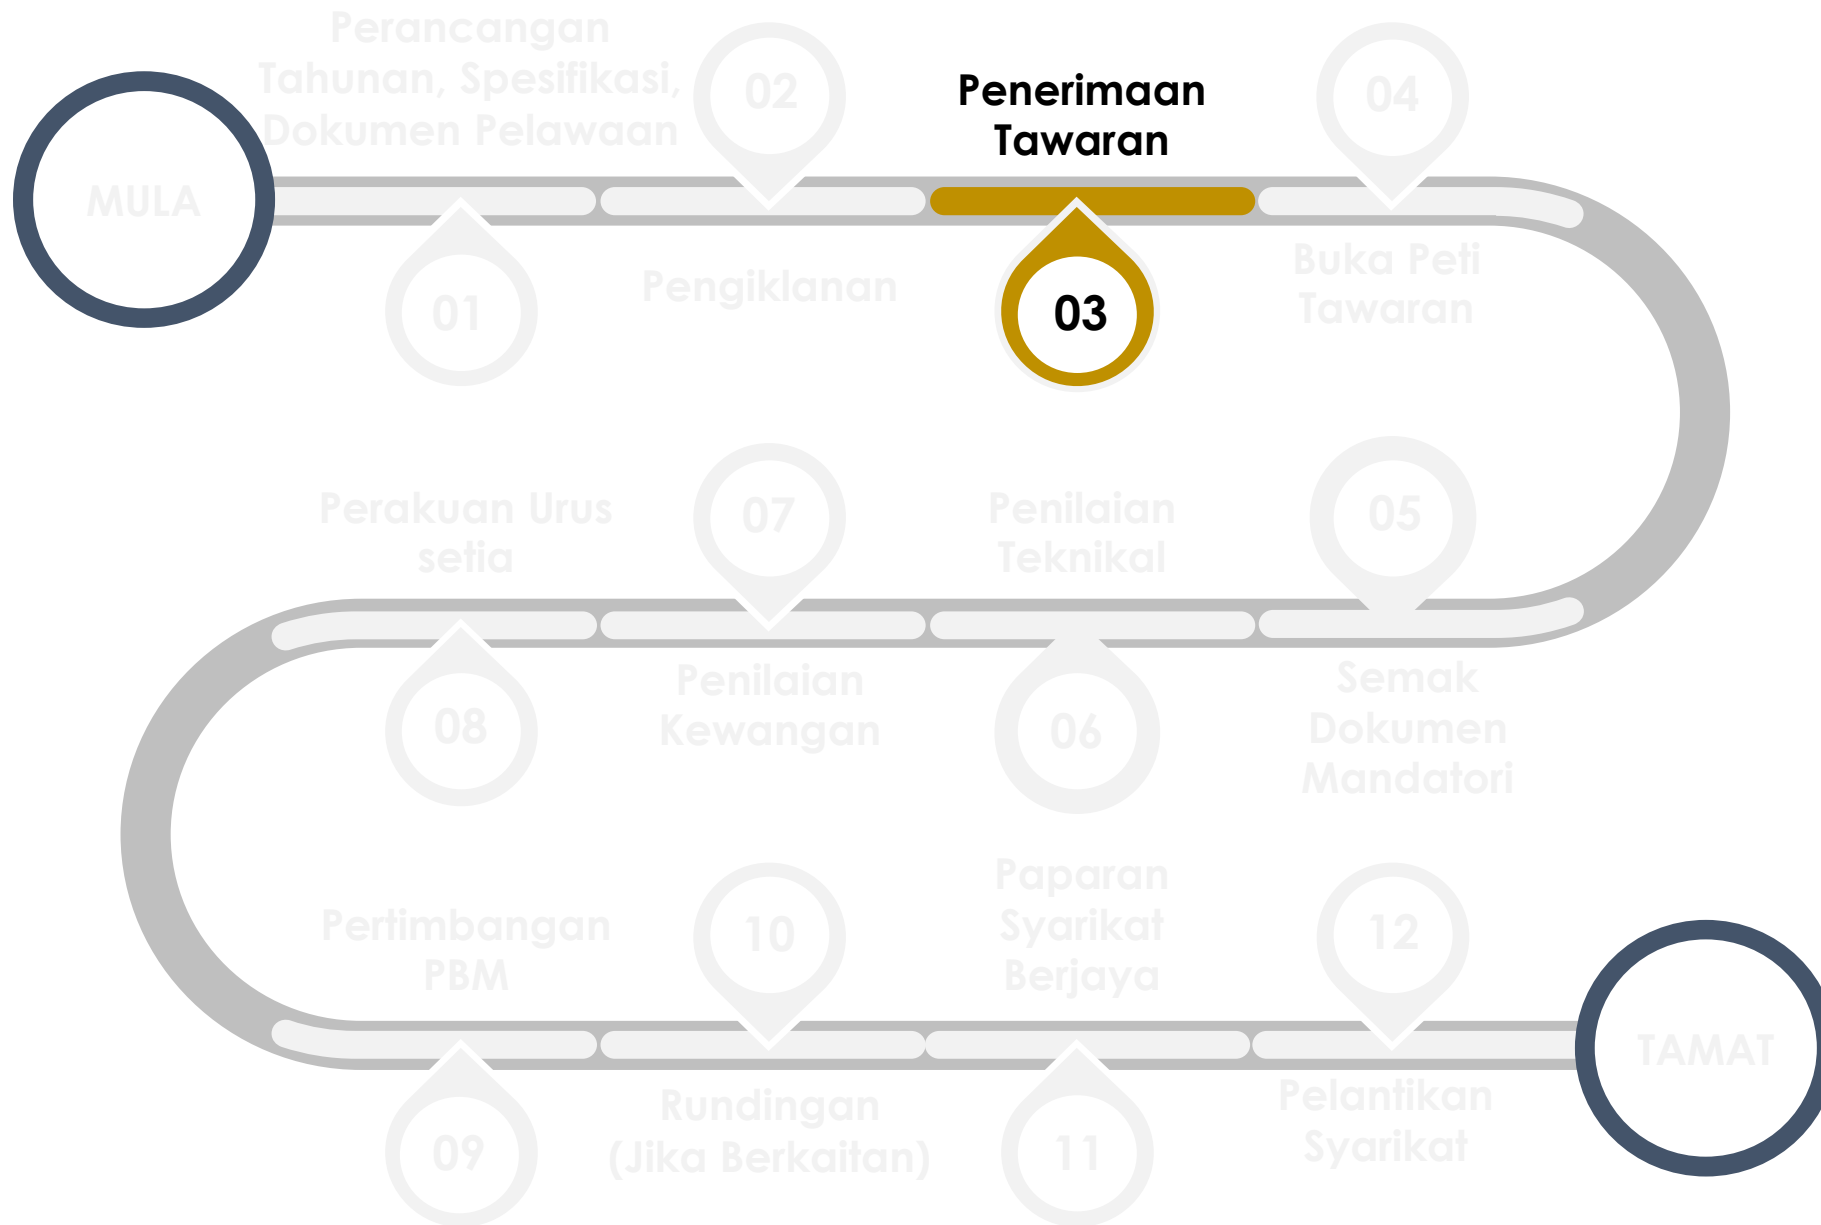 MULA
Perancangan
Tahunan, Spesifikasi,
Dokumen Pelawaan
01
02
Pengiklanan
Penerimaan
Tawaran
03
04
Buka Peti
Tawaran
05
Semak
Dokumen
Mandatori
Penilaian
Teknikal
06
07
Penilaian
Kewangan
Perakuan Urus
setia
08
Pertimbangan
PBM
09
10
Rundingan
(Jika Berkaitan)
Paparan
Syarikat
Berjaya
11
12
Pelantikan
Syarikat
TAMAT